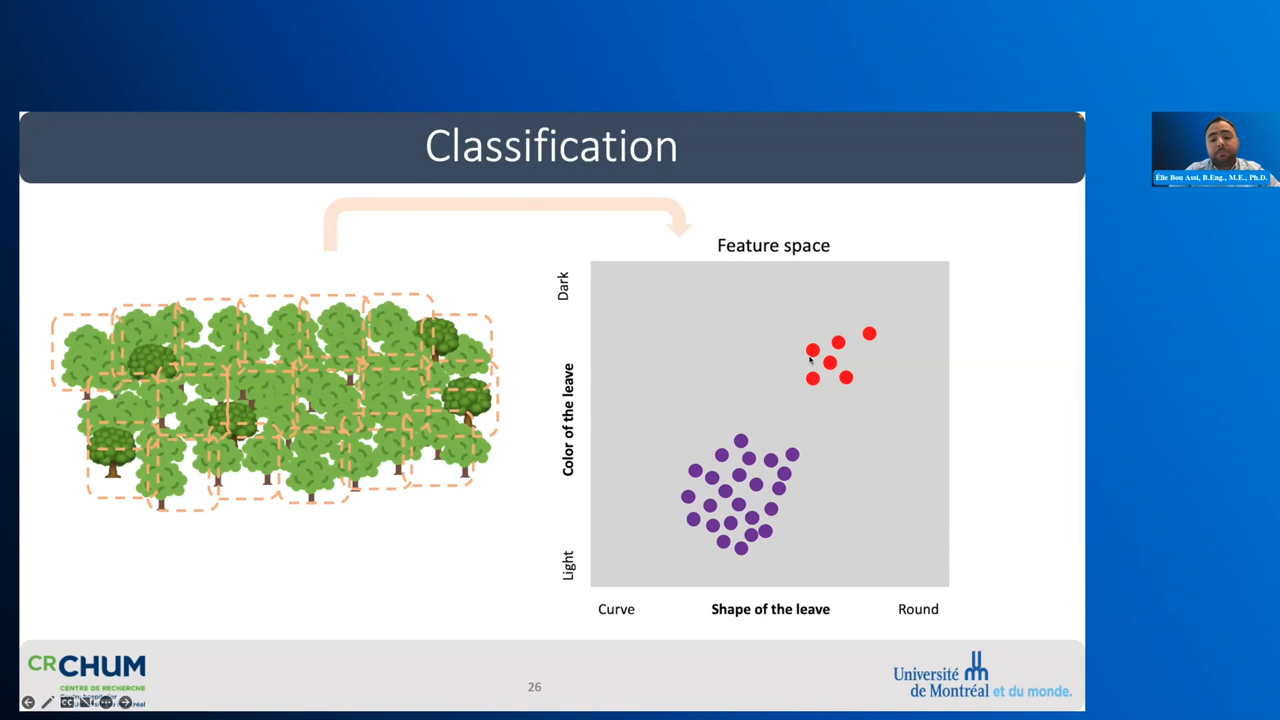 Classification
Élie Bou Assi, B.Eng., M.E., Ph.D.
Feature space
Dark
Color of the leave
Light
Curve
Shape of the leave
Round
CRCHUM
CENTRE DE RECHERCHE
26
Université
de Montréal et du monde.